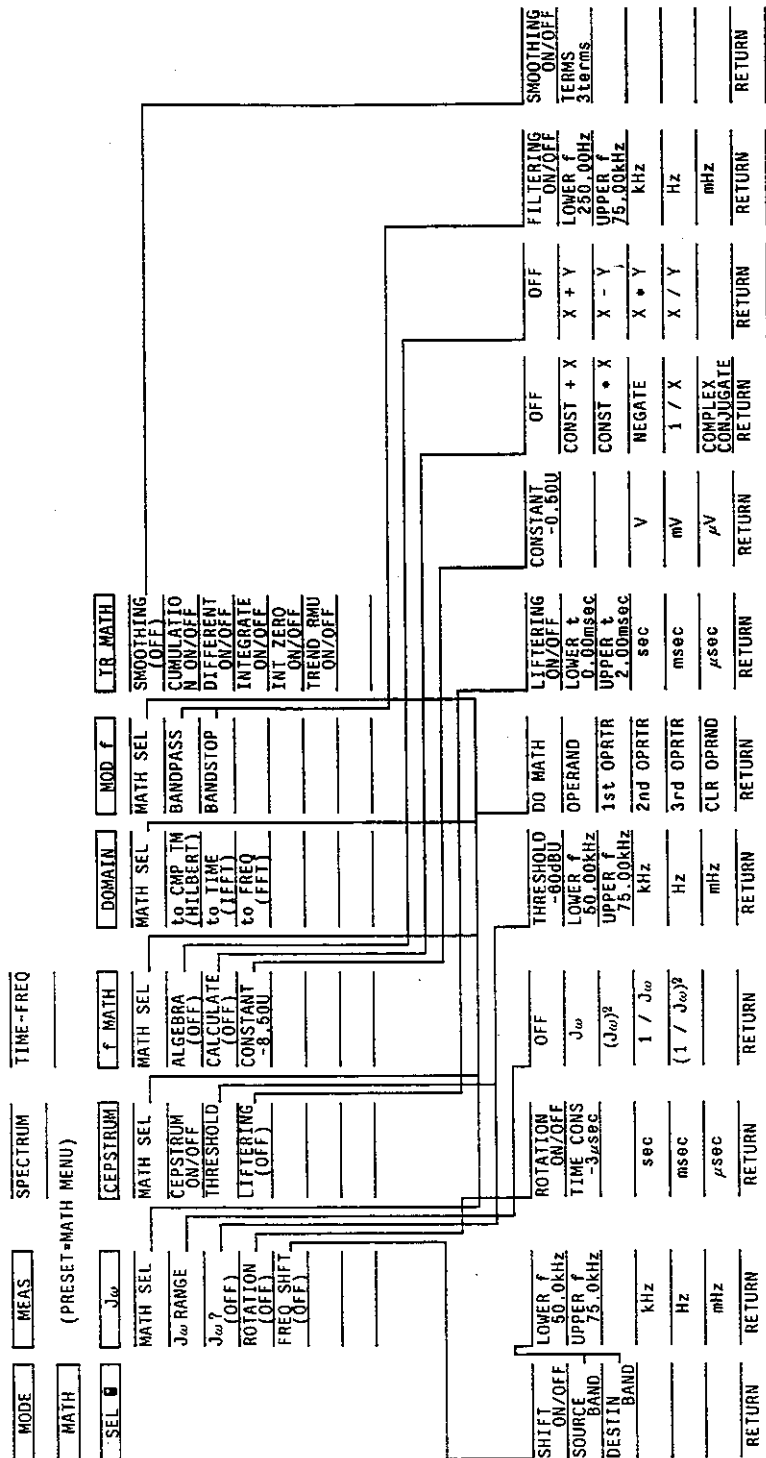 MODE
MEAS
SPECTRUM
TIME-FREQ
MATH
(PRESET=MATH MENU)
SEL
Jω
CEPSTRUM
f MATH
DOMAIN
MOD f
TR MATH
MATH SEL
Jω RANGE
Jω?
(OFF)
ROTATION
(OFF)
FREQ SHFT
(OFF)
MATH SEL
CEPSTRUM
ON/OFF
THRESHOLD
LIFTERING
(OFF)
MATH SEL
ALGEBRA
(OFF)
CALCULATE
(OFF)
CONSTANT
-8.50U
MATH SEL
to CMP TM
(HILBERT)
to TIME
(IFFT)
to FREQ
(FFT)
MATH SEL
BANDPASS
BANDSTOP
SMOOTHING
(OFF)
CUMULATIO
N ON/OFF
DIFFERENT
ON/OFF
INTEGRATE
ON/OFF
INT ZERO
ON/OFF
TREND RMU
ON/OFF
SHIFT
ON/OFF
SOURCE
BAND
DESTIN
BAND
RETURN
LOWER f
50.0kHz
UPPER f
75.0kHz
kHz
Hz
mHz
RETURN
ROTATION
ON/OFF
TIME CONS
-3μsec
sec
msec
μsec
RETURN
OFF
Jω
(Jω)²
1 / Jω
(1 / Jω)²
RETURN
THRESHOLD
-60dBU
LOWER f
50.00kHz
UPPER f
75.00kHz
kHz
Hz
mHz
RETURN
DO MATH
OPERAND
1st OPRTR
2nd OPRTR
3rd OPRTR
CLR OPRND
RETURN
LIFTERING
ON/OFF
LOWER t
0.00msec
UPPER t
2.00msec
sec
msec
μsec
RETURN
CONSTANT
-0.50U
V
mV
μV
RETURN
OFF
CONST + X
CONST * X
NEGATE
1 / X
COMPLEX
CONJUGATE
RETURN
OFF
X + Y
X - Y
X * Y
X / Y
RETURN
FILTERING
ON/OFF
LOWER f
250.00Hz
UPPER f
75.00kHz
kHz
Hz
mHz
RETURN
SMOOTHING
ON/OFF
TERMS
3terms
RETURN